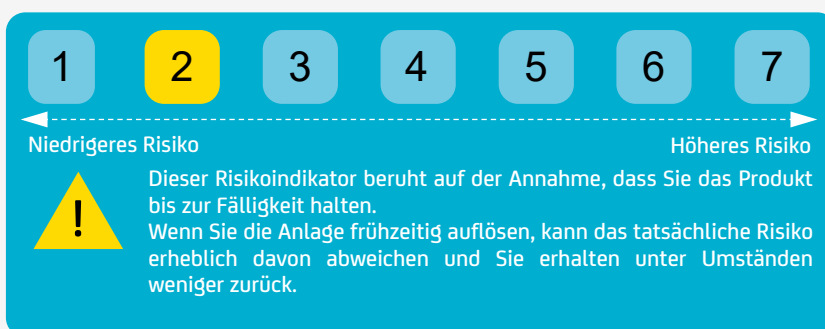 1 2 3 4 5 6 7
Niedrigeres Risiko Höheres Risiko
Dieser Risikoindikator beruht auf der Annahme, dass Sie das Produkt
bis zur Fälligkeit halten.
!
Wenn Sie die Anlage frühzeitig auflösen, kann das tatsächliche Risiko
erheblich davon abweichen und Sie erhalten unter Umständen
weniger zurück.